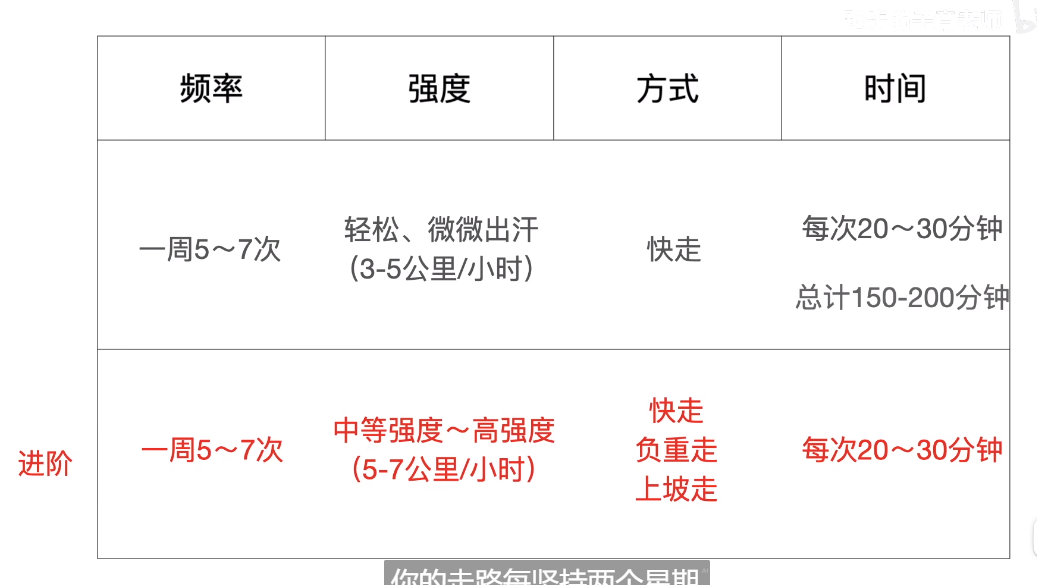 频率 强度 方式 时间
一周5～7次
轻松、微微出汗
（3-5公里/小时）
快走
每次20～30分钟
总计150-200分钟
进阶
一周5～7次
中等强度～高强度
（5-7公里/小时）
快走
负重走
上坡走
每次20～30分钟
你的走路每坚持两个星期